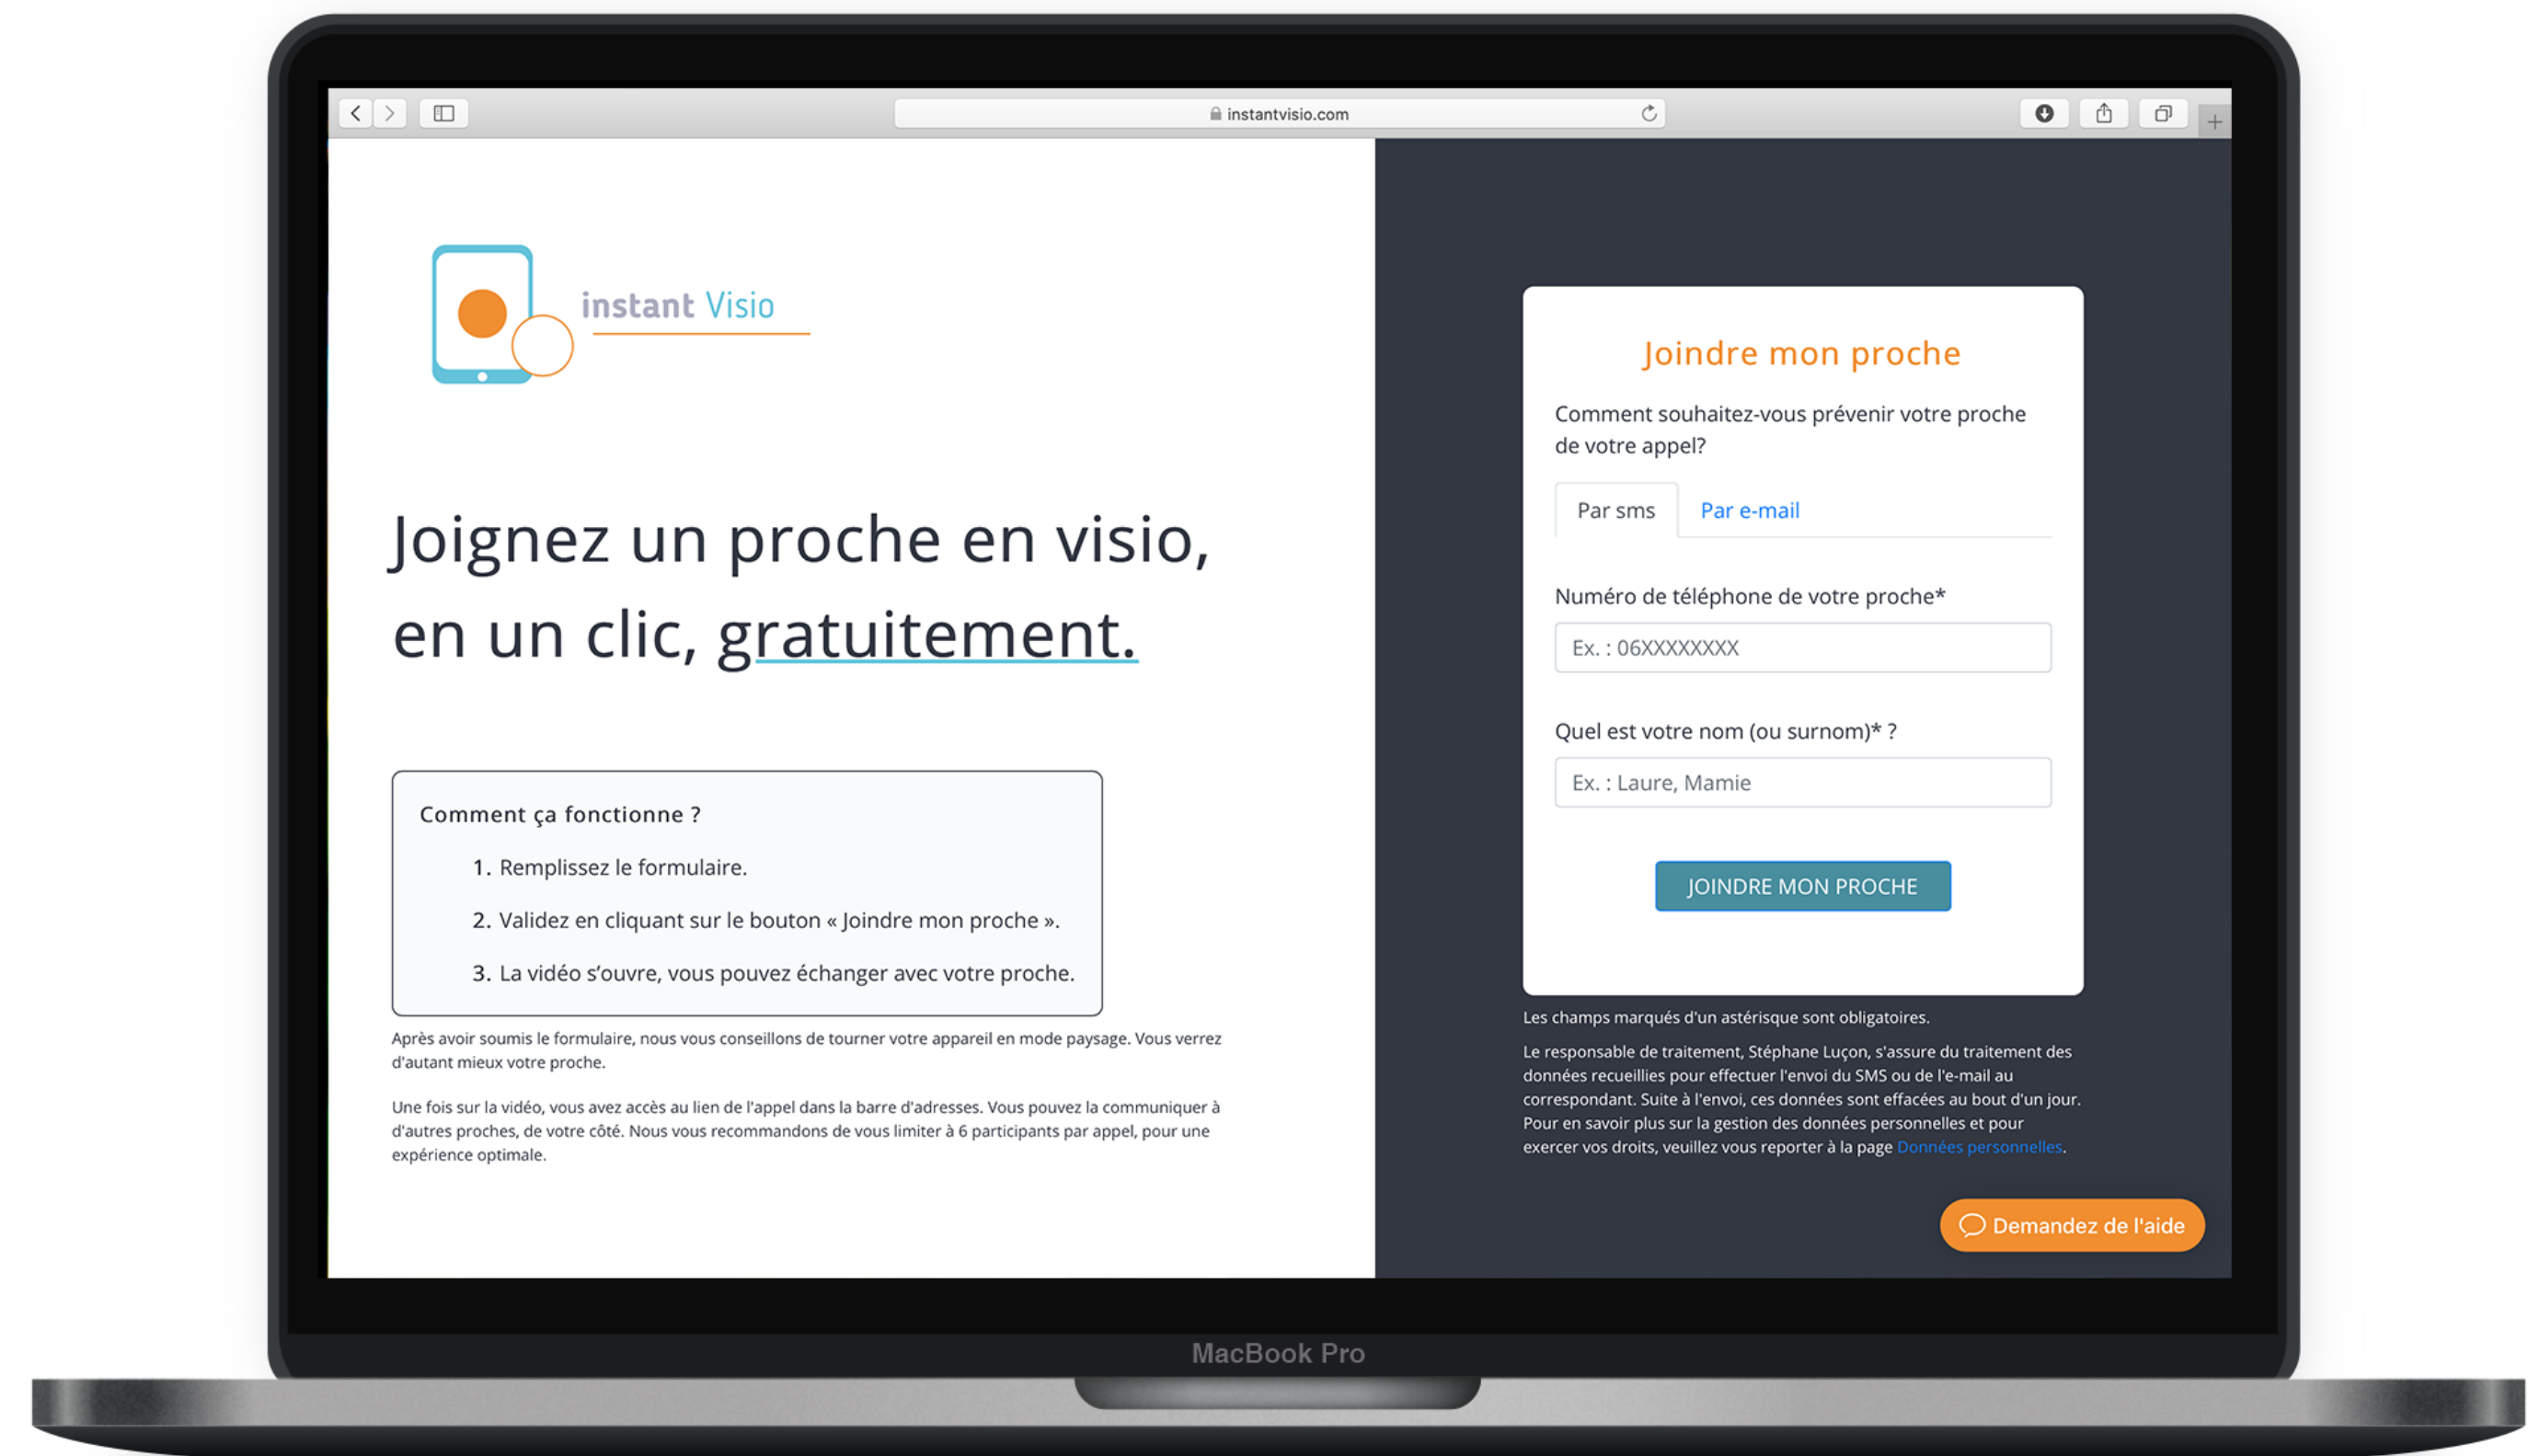 instantvisio.com
instant Visio
Joignez un proche en visio,
en un clic, gratuitement.
Comment ça fonctionne ?
1. Remplissez le formulaire.
2. Validez en cliquant sur le bouton « Joindre mon proche ».
3. La vidéo s’ouvre, vous pouvez échanger avec votre proche.
Après avoir soumis le formulaire, nous vous conseillons de tourner votre appareil en mode paysage. Vous verrez
d'autant mieux votre proche.
Une fois sur la vidéo, vous avez accès au lien de l'appel dans la barre d'adresses. Vous pouvez la communiquer à
d'autres proches, de votre côté. Nous vous recommandons de vous limiter à 6 participants par appel, pour une
expérience optimale.
Joindre mon proche
Comment souhaitez-vous prévenir votre proche
de votre appel?
Par sms Par e-mail
Numéro de téléphone de votre proche*
Ex. : 06XXXXXXXX
Quel est votre nom (ou surnom)* ?
Ex. : Laure, Mamie
JOINDRE MON PROCHE
Les champs marqués d'un astérisque sont obligatoires.
Le responsable de traitement, Stéphane Luçon, s'assure du traitement des
données recueillies pour effectuer l'envoi du SMS ou de l'e-mail au
correspondant. Suite à l'envoi, ces données sont effacées au bout d'un jour.
Pour en savoir plus sur la gestion des données personnelles et pour
exercer vos droits, veuillez vous reporter à la page Données personnelles.
Demandez de l'aide
MacBook Pro